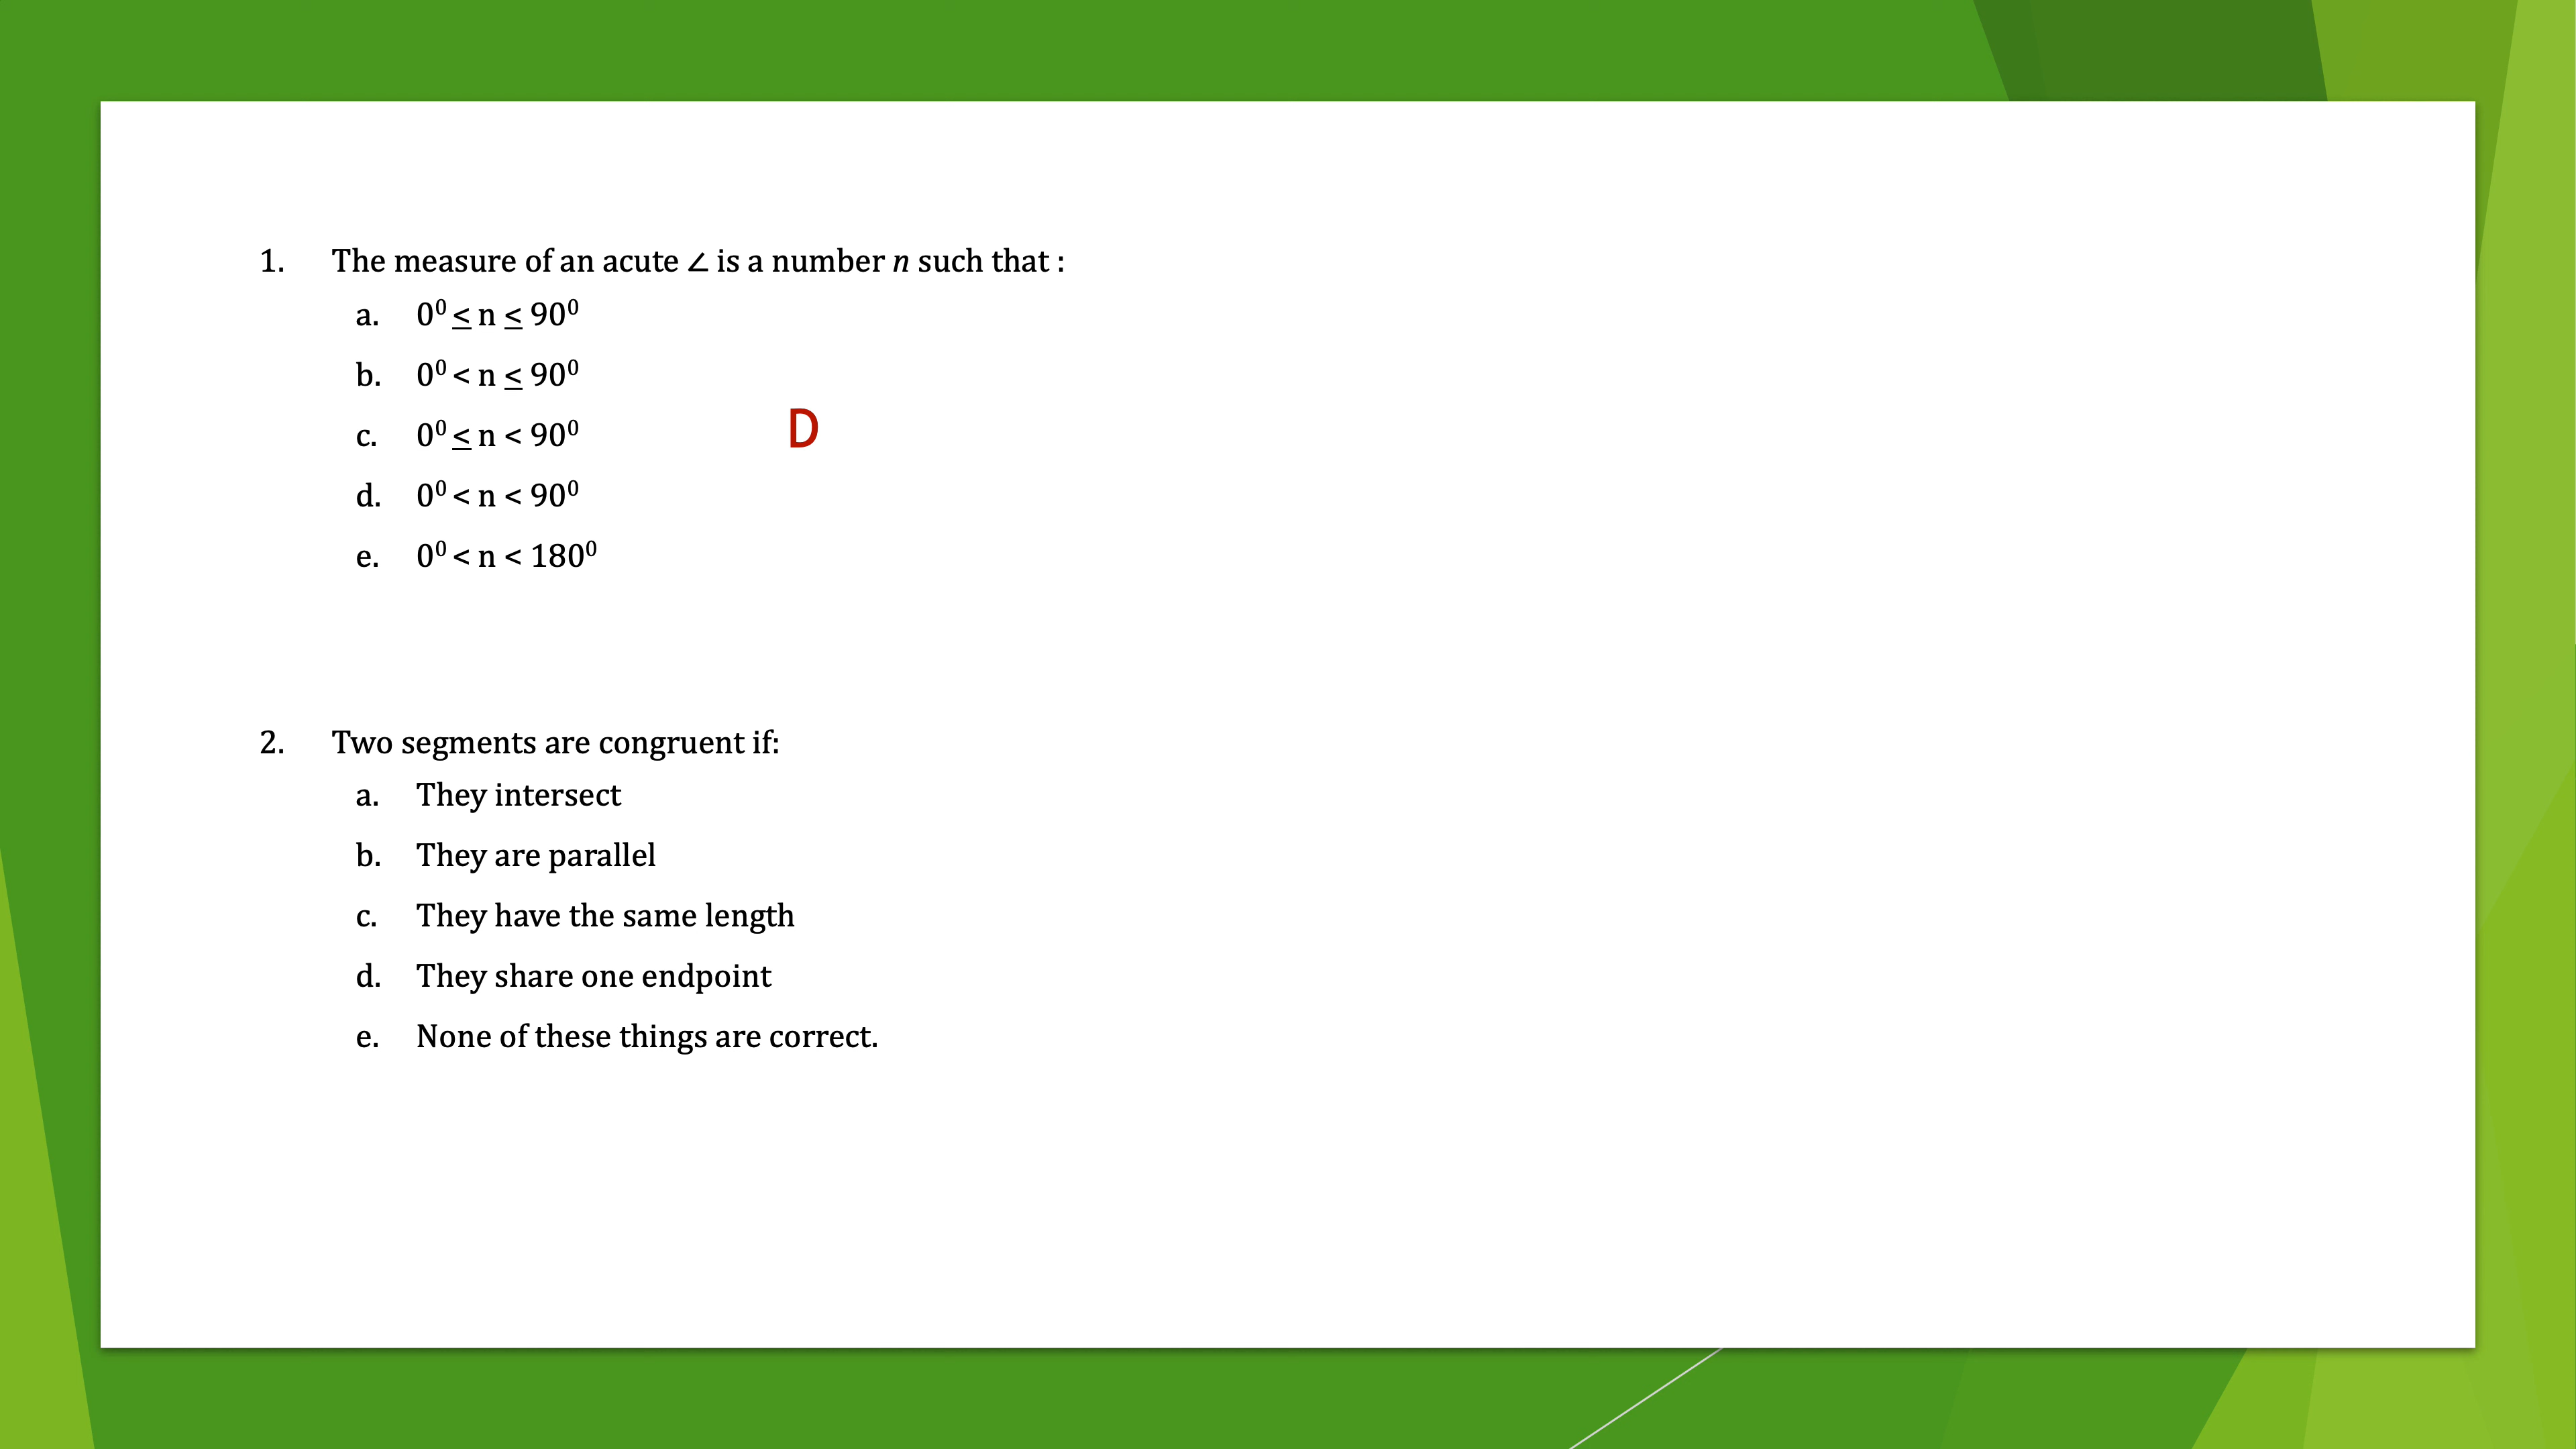 1. The measure of an acute ∠ is a number n such that :
a. 0⁰ ≤ n ≤ 90⁰
b. 0⁰ < n ≤ 90⁰
c. 0⁰ ≤ n < 90⁰
D
d. 0⁰ < n < 90⁰
e. 0⁰ < n < 180⁰
2. Two segments are congruent if:
a. They intersect
b. They are parallel
c. They have the same length
d. They share one endpoint
e. None of these things are correct.